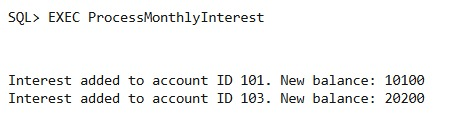 SQL> EXEC ProcessMonthlyInterest
Interest added to account ID 101. New balance: 10100
Interest added to account ID 103. New balance: 20200